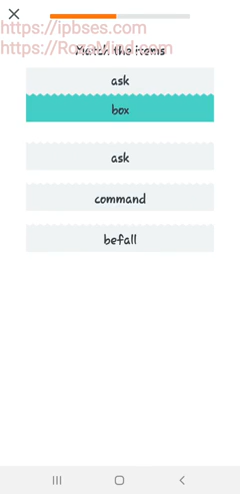 https://ipbses.com
Match the items
ask
box
ask
command
befall